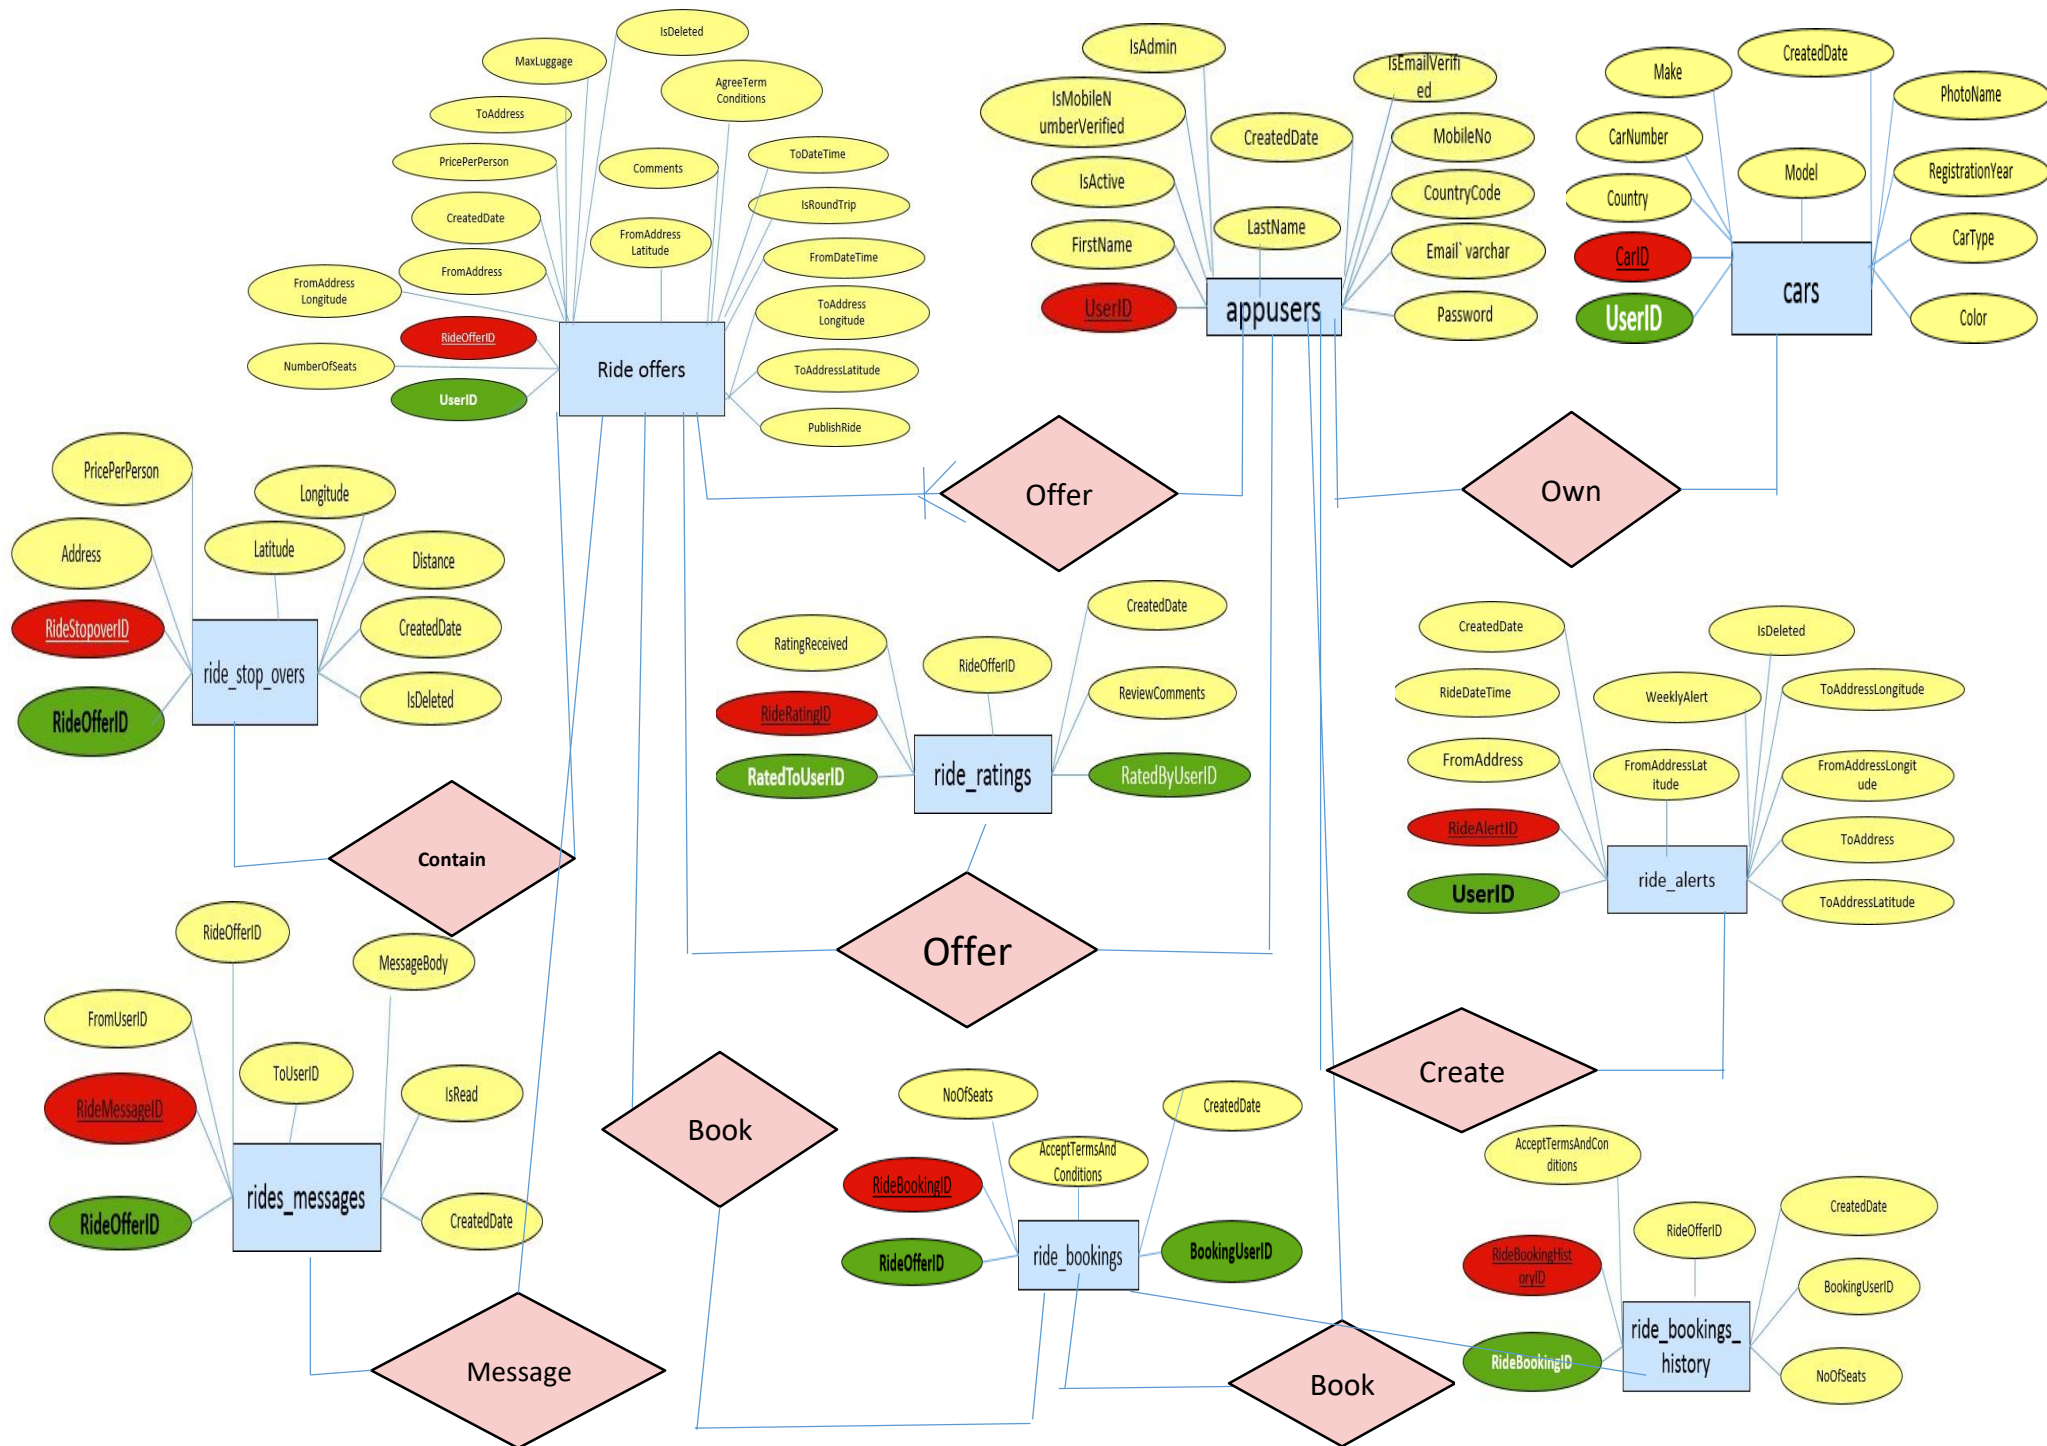 IsDeleted
MaxLuggage
AgreeTerm
Conditions
ToAddress
PricePerPerson
Comments
ToDateTime
CreatedDate
IsRoundTrip
FromAddress
Latitude
FromAddress
FromDateTime
FromAddress
Longitude
ToAddress
Longitude
RideOfferID
NumberOfSeats
UserID
Ride offers
ToAddressLatitude
PublishRide
IsAdmin
IsEmailVerifi
ed
IsMobileN
umberVerified
CreatedDate
MobileNo
IsActive
CountryCode
LastName
FirstName
Email`varchar
UserID
appusers
Password
CreatedDate
Make
PhotoName
CarNumber
Model
RegistrationYear
Country
CarType
CarID
UserID
cars
Color
Offer
Own
PricePerPerson
Longitude
Address
Latitude
Distance
RideStopoverID
CreatedDate
ride_stop_overs
IsDeleted
RideOfferID
Contain
CreatedDate
RatingReceived
RideOfferID
ReviewComments
RideRatingID
RatedToUserID
ride_ratings
RatedByUserID
Offer
CreatedDate
IsDeleted
RideDateTime
WeeklyAlert
ToAddressLongitude
FromAddress
FromAddressLat
itude
FromAddressLongit
ude
RideAlertID
ToAddress
UserID
ride_alerts
ToAddressLatitude
Create
RideOfferID
MessageBody
FromUserID
ToUserID
IsRead
RideMessageID
rides_messages
RideOfferID
CreatedDate
Message
Book
NoOfSeats
CreatedDate
AcceptTermsAnd
Conditions
RideBookingID
RideOfferID
ride_bookings
BookingUserID
Book
AcceptTermsAndCon
ditions
CreatedDate
RideOfferID
RideBookingHist
oryID
BookingUserID
ride_bookings_
history
RideBookingID
NoOfSeats